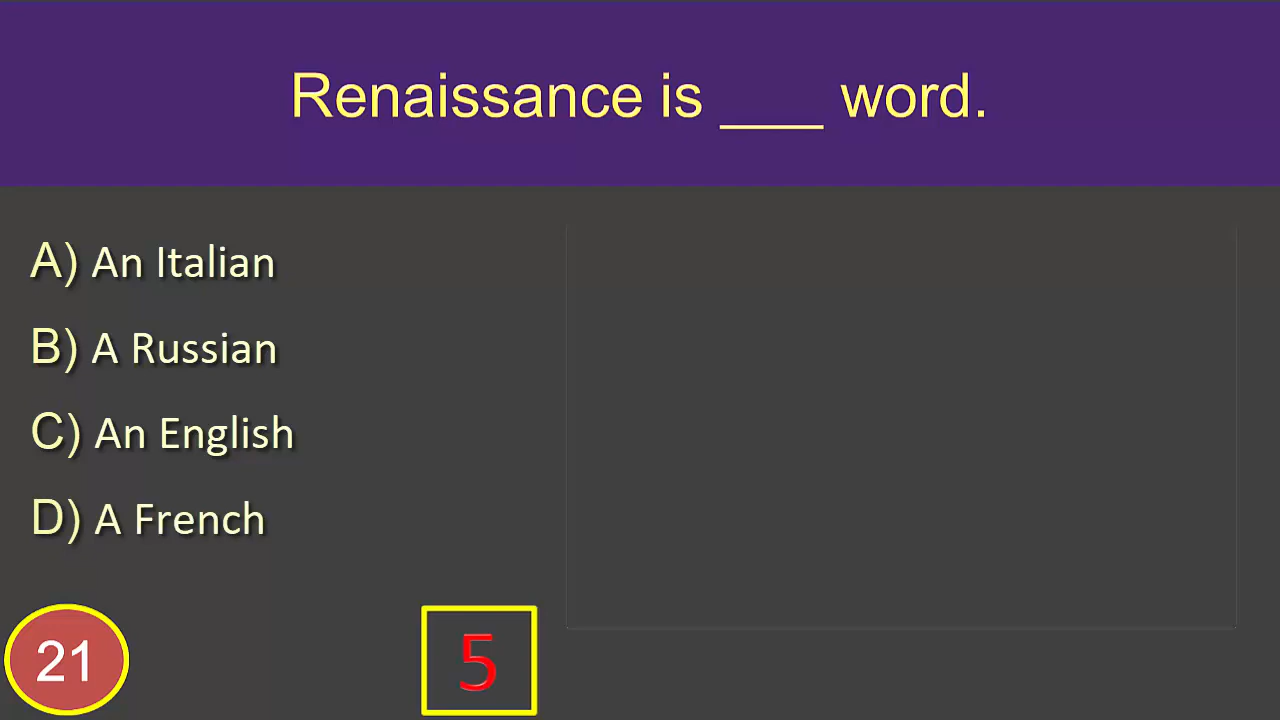 Renaissance is ___ word.
A) An Italian
B) A Russian
C) An English
D) A French
21
5